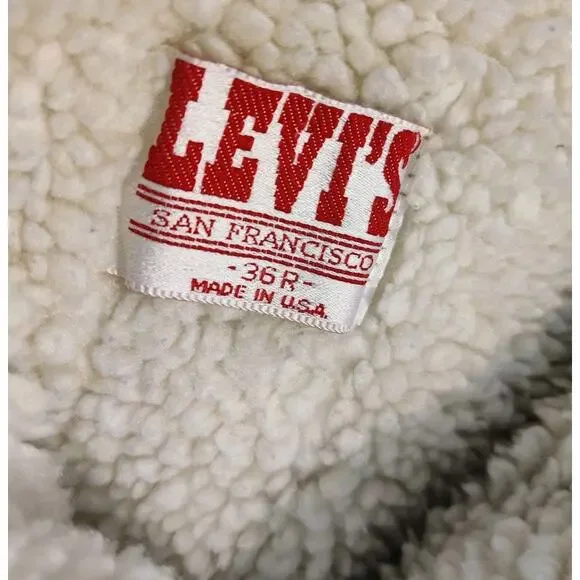 LEVI'S
SAN FRANCISCO
-36R-
MADE IN U.S.A.